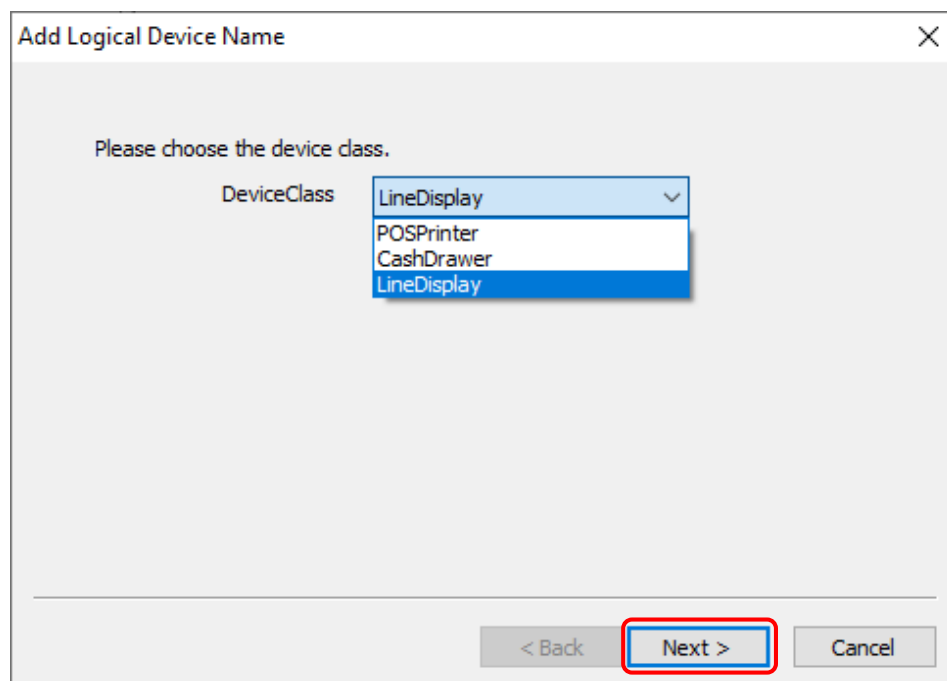 Add Logical Device Name
Please choose the device class.
DeviceClass LineDisplay
POSPrinter
CashDrawer
LineDisplay
< Back Next > Cancel